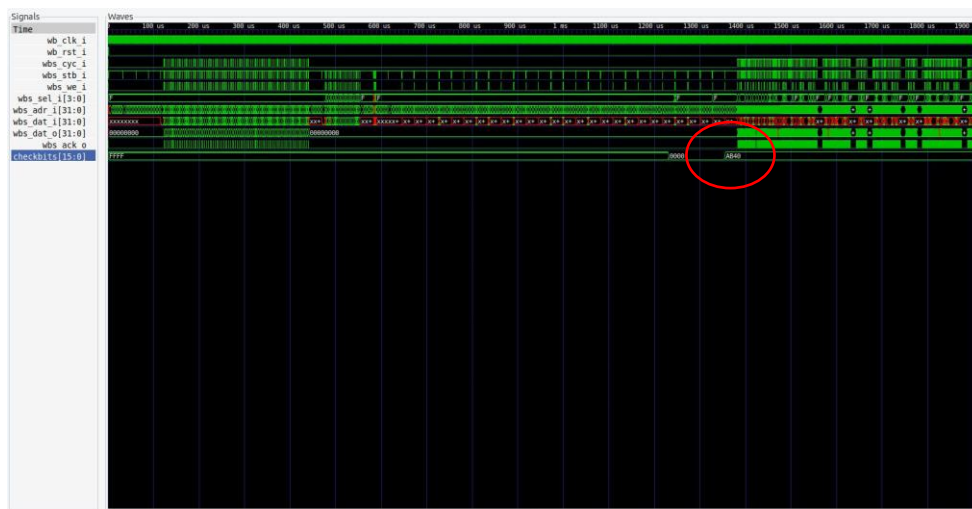 Signals
Waves
Time
100 us 200 us 300 us 400 us 500 us 600 us 700 us 800 us 900 us 1 ms 1100 us 1200 us 1300 us 1400 us 1500 us 1600 us 1700 us 1800 us 1900
wb_clk_i
wb_rst_i
wbs_cyc_i
wbs_stb_i
wbs_we_i
wbs_sel_i[3:0] F F F
wbs_adr_i[31:0]
wbs_dat_i[31:0] xxxxxxxx xx+ xx+ xxxxx+
wbs_dat_o[31:0] 00000000 00000000
wbs_ack_o
checkbits[15:0] FFFF 0000 AB40